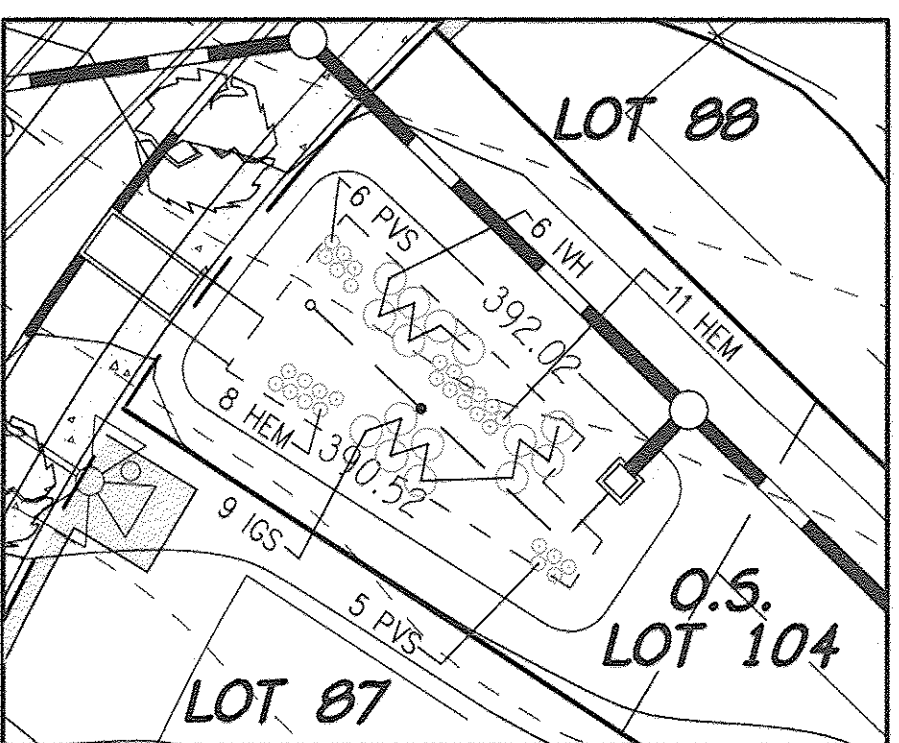 LOT 88
6 PVS
6 IVH
392.02
11 HEM
8 HEM
390.52
9 IGS
5 PVS
O.S.
LOT 104
LOT 87